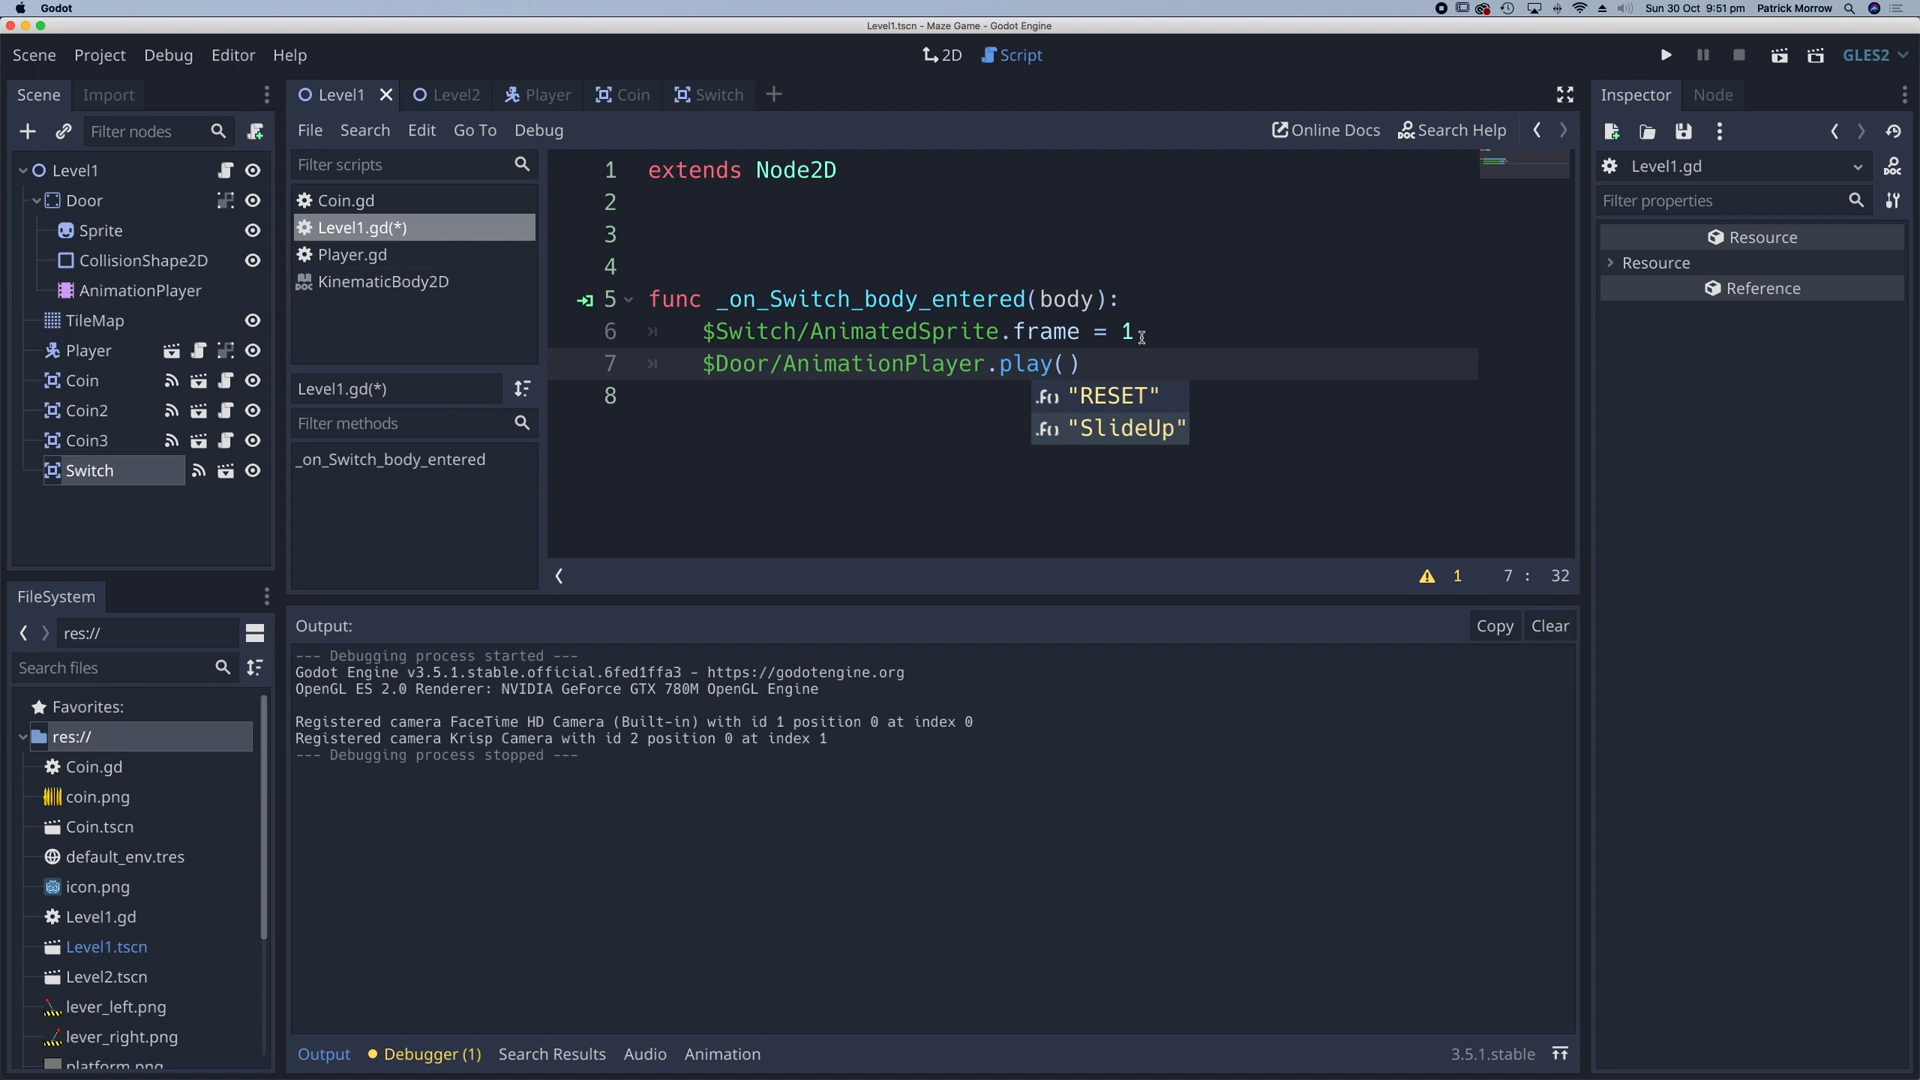 Godot
Sun 30 Oct 9:51 pm Patrick Morrow
Level1.tscn - Maze Game - Godot Engine
Scene Project Debug Editor Help
2D Script
GLES2
Scene Import
Filter nodes
Level1
Door
Sprite
CollisionShape2D
AnimationPlayer
TileMap
Player
Coin
Coin2
Coin3
Switch
FileSystem
res://
Search files
Favorites:
res://
Coin.gd
coin.png
Coin.tscn
default_env.tres
icon.png
Level1.gd
Level1.tscn
Level2.tscn
lever_left.png
lever_right.png
platform.png
Level1 Level2 Player Coin Switch
File Search Edit Go To Debug
Online Docs Search Help
Filter scripts
Coin.gd
Level1.gd(*)
Player.gd
KinematicBody2D
Level1.gd(*)
Filter methods
_on_Switch_body_entered
1 extends Node2D
2
3
4
5 func _on_Switch_body_entered(body):
6 $Switch/AnimatedSprite.frame = 1
7 $Door/AnimationPlayer.play()
8
"RESET"
"SlideUp"
1 7 : 32
Output:
Copy Clear
--- Debugging process started ---
Godot Engine v3.5.1.stable.official.6fed1ffa3 - https://godotengine.org
OpenGL ES 2.0 Renderer: NVIDIA GeForce GTX 780M OpenGL Engine
Registered camera FaceTime HD Camera (Built-in) with id 1 position 0 at index 0
Registered camera Krisp Camera with id 2 position 0 at index 1
--- Debugging process stopped ---
Output Debugger (1) Search Results Audio Animation
3.5.1.stable
Inspector Node
Level1.gd
Filter properties
Resource
Resource
Reference